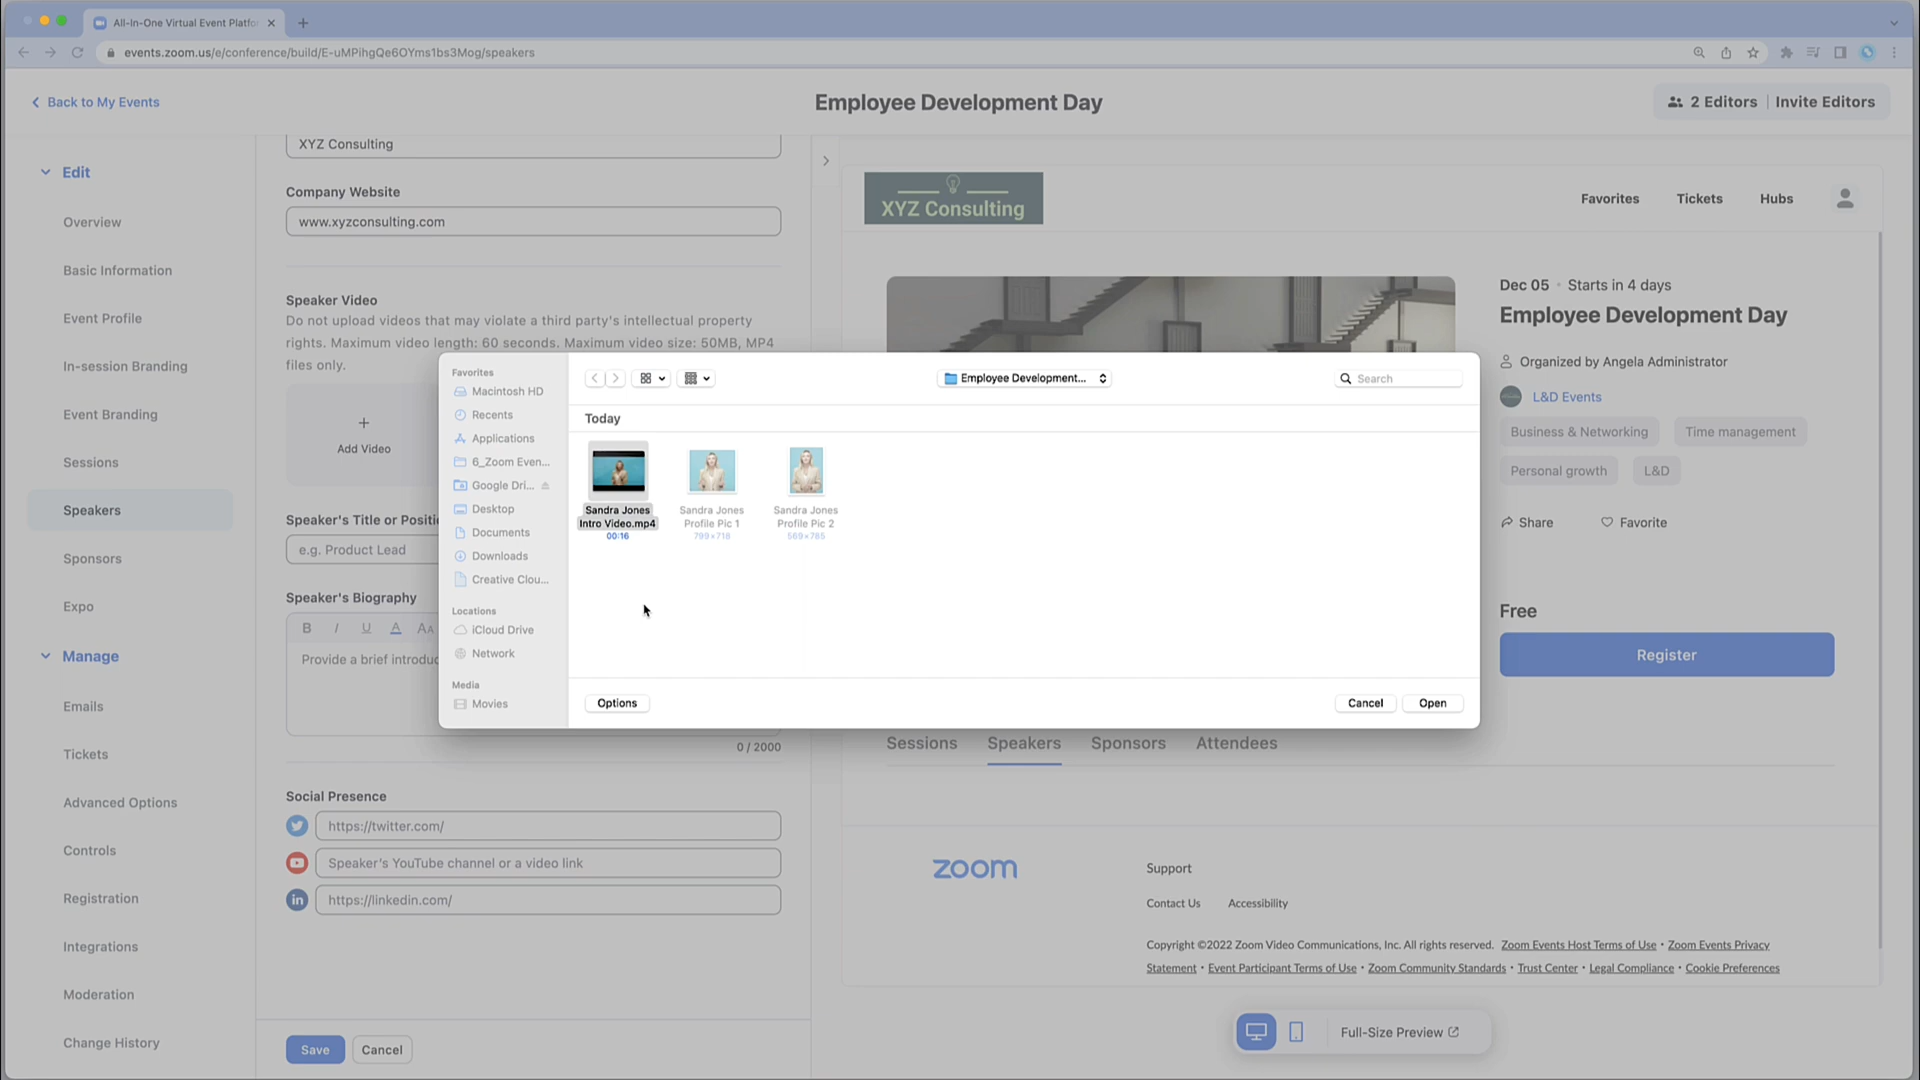 All-in-One Virtual Event Platfo
events.zoom.us/e/conference/build/E-uMPihgQe6OYms1bs3Mog/speakers
Back to My Events
Employee Development Day
2 Editors
Invite Editors
Edit
Overview
Basic Information
Event Profile
In-session Branding
Event Branding
Sessions
Speakers
Sponsors
Expo
Manage
Emails
Tickets
Advanced Options
Controls
Registration
Integrations
Moderation
Change History
XYZ Consulting
Company Website
www.xyzconsulting.com
Speaker Video
Do not upload videos that may violate a third party's intellectual property
rights. Maximum video length: 60 seconds. Maximum video size: 50MB, MP4
files only.
+
Add Video
Speaker's Title or Positi
e.g. Product Lead
Speaker's Biography
B I U A AA
Provide a brief introduc
0 / 2000
Social Presence
https://twitter.com/
Speaker's YouTube channel or a video link
in
https://linkedin.com/
Save
Cancel
Favorites
Macintosh HD
Recents
Applications
6_Zoom Even...
Google Dri...
Desktop
Documents
Downloads
Creative Clou...
Locations
iCloud Drive
Network
Media
Movies
Employee Development...
Search
Today
Sandra Jones
Intro Video.mp4
00:16
Sandra Jones
Profile Pic 1
799×718
Sandra Jones
Profile Pic 2
569×785
Options
Cancel
Open
XYZ Consulting
Favorites
Tickets
Hubs
Dec 05 • Starts in 4 days
Employee Development Day
Organized by Angela Administrator
L&D Events
Business & Networking
Time management
Personal growth
L&D
Share
Favorite
Free
Register
Sessions
Speakers
Sponsors
Attendees
zoom
Support
Contact Us
Accessibility
Copyright ©2022 Zoom Video Communications, Inc. All rights reserved. Zoom Events Host Terms of Use • Zoom Events Privacy
Statement • Event Participant Terms of Use • Zoom Community Standards • Trust Center • Legal Compliance • Cookie Preferences
Full-Size Preview